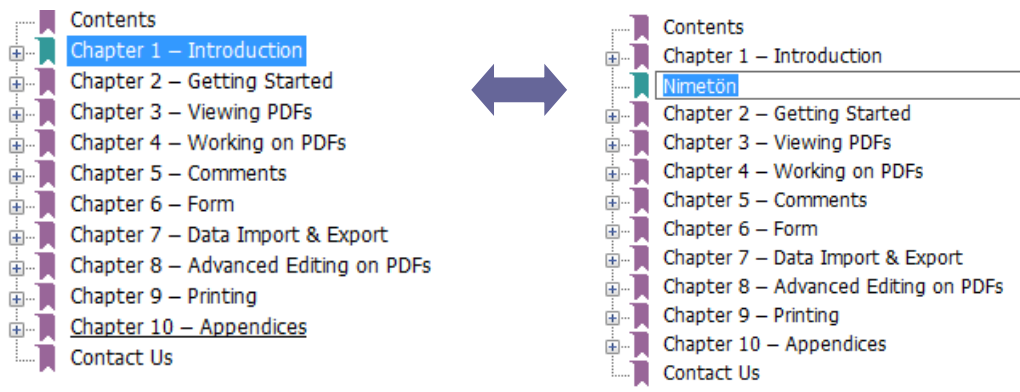 Contents
Chapter 1 – Introduction
Chapter 2 – Getting Started
Chapter 3 – Viewing PDFs
Chapter 4 – Working on PDFs
Chapter 5 – Comments
Chapter 6 – Form
Chapter 7 – Data Import & Export
Chapter 8 – Advanced Editing on PDFs
Chapter 9 – Printing
Chapter 10 – Appendices
Contact Us
Contents
Chapter 1 – Introduction
Nimetön
Chapter 2 – Getting Started
Chapter 3 – Viewing PDFs
Chapter 4 – Working on PDFs
Chapter 5 – Comments
Chapter 6 – Form
Chapter 7 – Data Import & Export
Chapter 8 – Advanced Editing on PDFs
Chapter 9 – Printing
Chapter 10 – Appendices
Contact Us